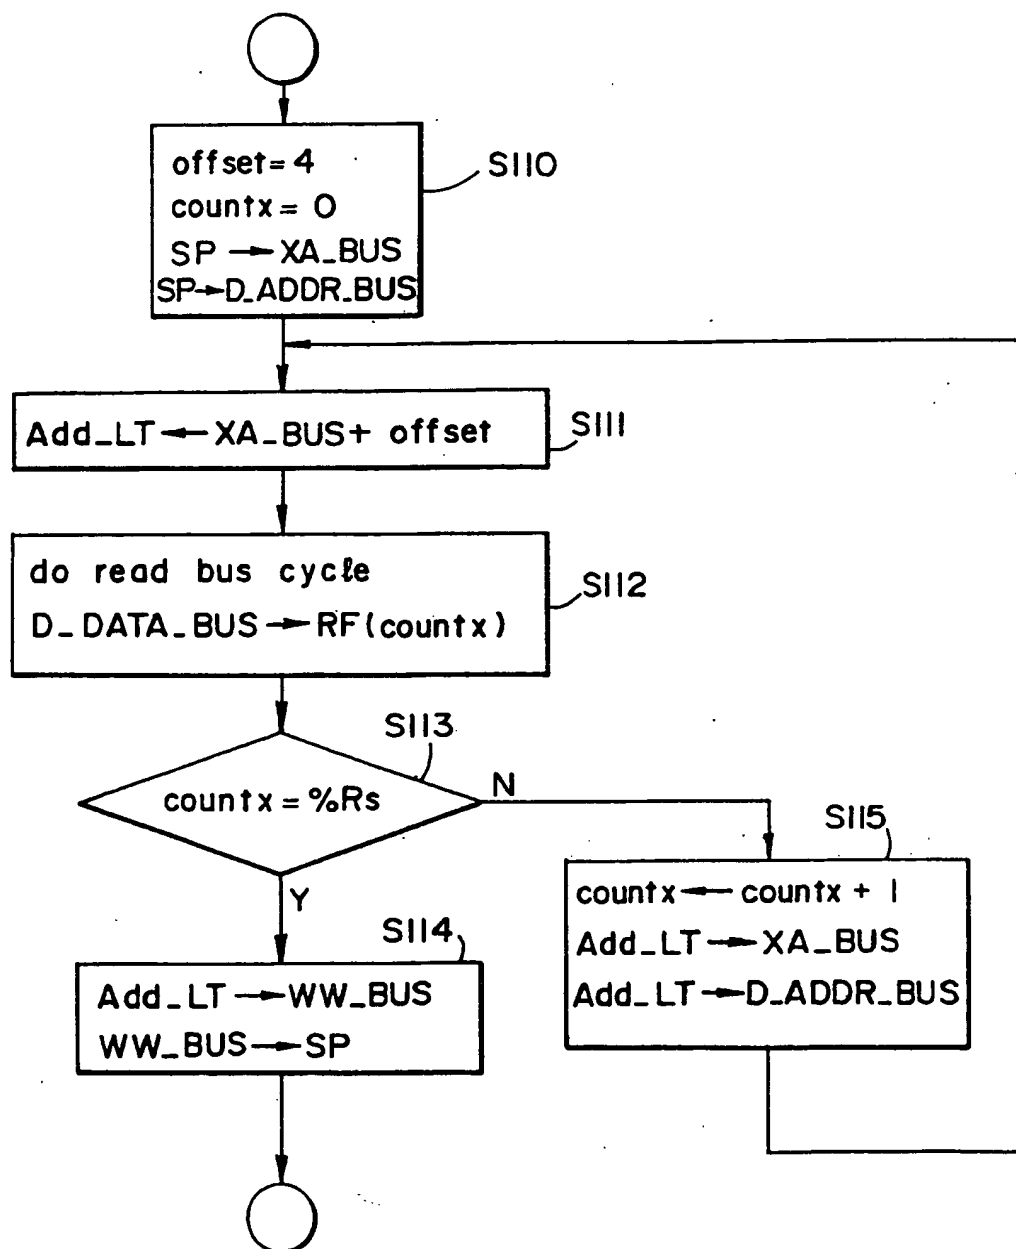 offset=4
countx=0
SP→XA_BUS
SP→D_ADDR_BUS
S110
Add_LT←XA_BUS+ offset
S111
do read bus cycle
D_DATA_BUS→RF(countx)
S112
S113
countx=%Rs
N
Y
S115
countx←countx + 1
Add_LT→XA_BUS
Add_LT→D_ADDR_BUS
S114
Add_LT→WW_BUS
WW_BUS→SP